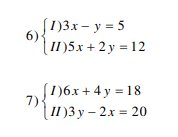 6) { I) 3x – y = 5
II) 5x + 2y = 12
7) { I) 6x + 4y = 18
II) 3y – 2x = 20